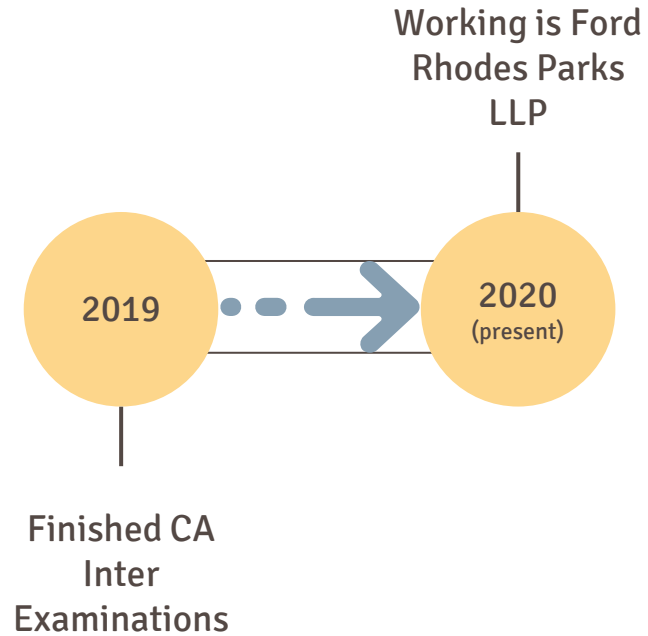 Working is Ford
Rhodes Parks
LLP
2019
2020
(present)
Finished CA
Inter
Examinations